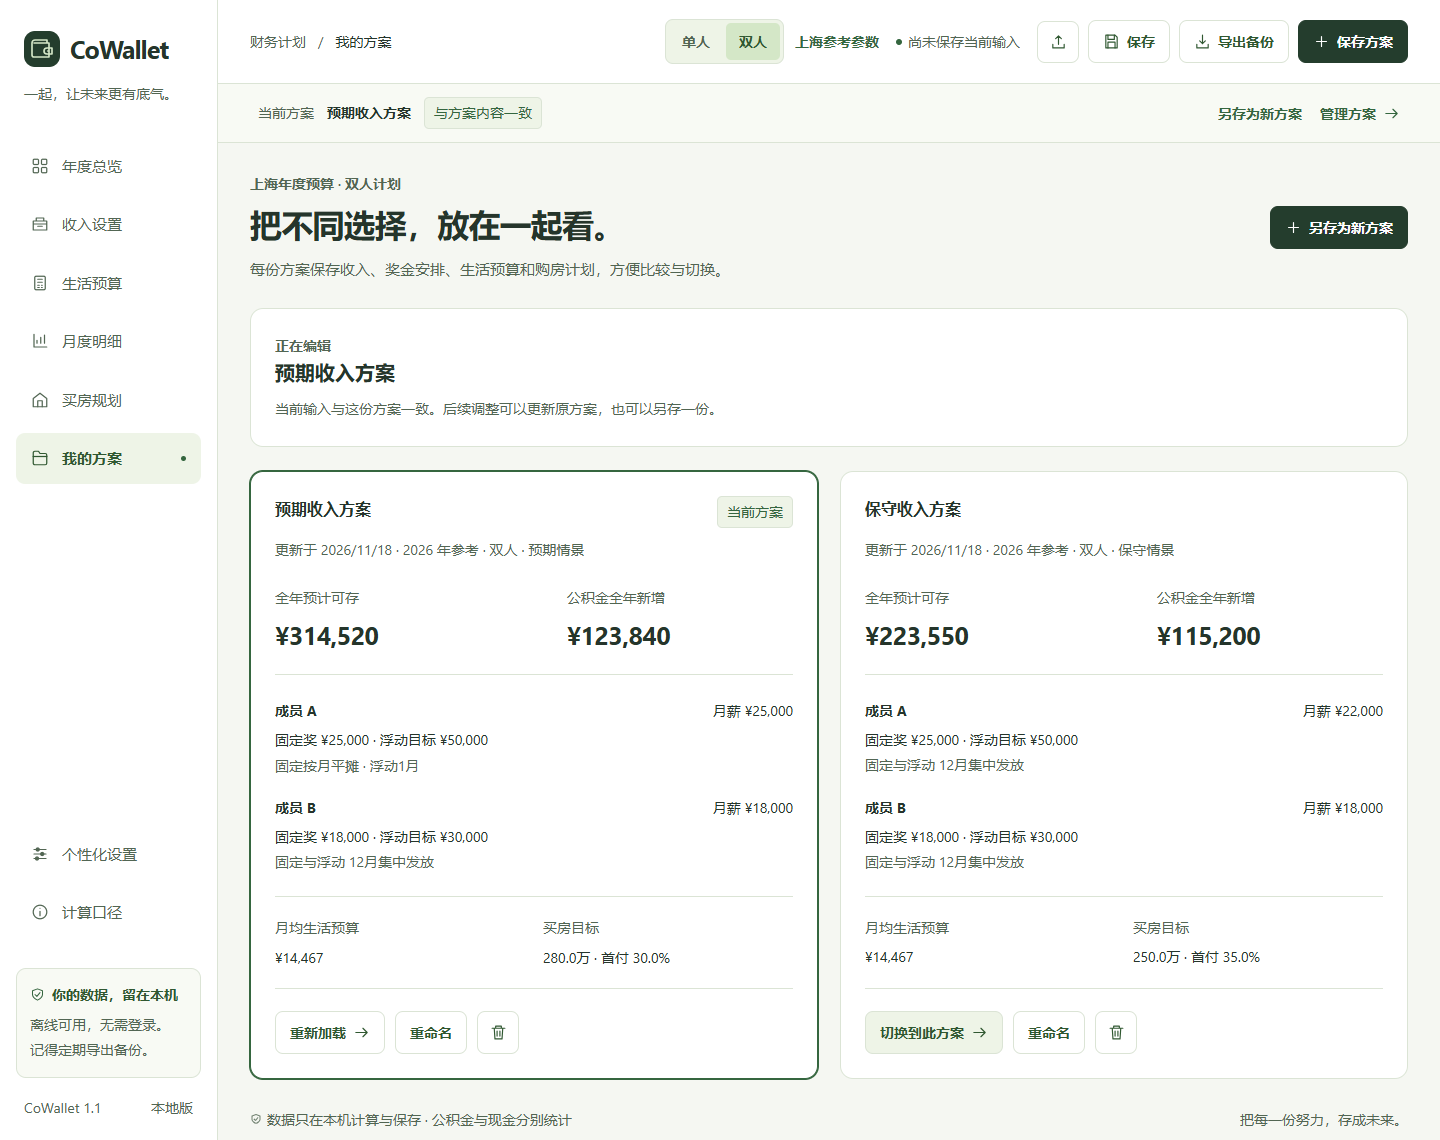 CoWallet
一起，让未来更有底气。
年度总览
收入设置
生活预算
月度明细
买房规划
我的方案
个性化设置
计算口径
你的数据，留在本机
离线可用，无需登录。
记得定期导出备份。
CoWallet 1.1 本地版
财务计划 / 我的方案
单人 双人 上海参考参数 尚未保存当前输入 保存 导出备份 保存方案
当前方案 预期收入方案 与方案内容一致 另存为新方案 管理方案
上海年度预算 · 双人计划
把不同选择，放在一起看。
另存为新方案
每份方案保存收入、奖金安排、生活预算和购房计划，方便比较与切换。
正在编辑
预期收入方案
当前输入与这份方案一致。后续调整可以更新原方案，也可以另存一份。
预期收入方案 当前方案
更新于 2026/11/18 · 2026 年参考 · 双人 · 预期情景
全年预计可存 公积金全年新增
¥314,520 ¥123,840
成员 A 月薪 ¥25,000
固定奖 ¥25,000 · 浮动目标 ¥50,000
固定按月平摊 · 浮动1月
成员 B 月薪 ¥18,000
固定奖 ¥18,000 · 浮动目标 ¥30,000
固定与浮动 12月集中发放
月均生活预算 买房目标
¥14,467 280.0万 · 首付 30.0%
重新加载 重命名
保守收入方案
更新于 2026/11/18 · 2026 年参考 · 双人 · 保守情景
全年预计可存 公积金全年新增
¥223,550 ¥115,200
成员 A 月薪 ¥22,000
固定奖 ¥25,000 · 浮动目标 ¥50,000
固定与浮动 12月集中发放
成员 B 月薪 ¥18,000
固定奖 ¥18,000 · 浮动目标 ¥30,000
固定与浮动 12月集中发放
月均生活预算 买房目标
¥14,467 250.0万 · 首付 35.0%
切换到此方案 重命名
数据只在本机计算与保存 · 公积金与现金分别统计
把每一份努力，存成未来。